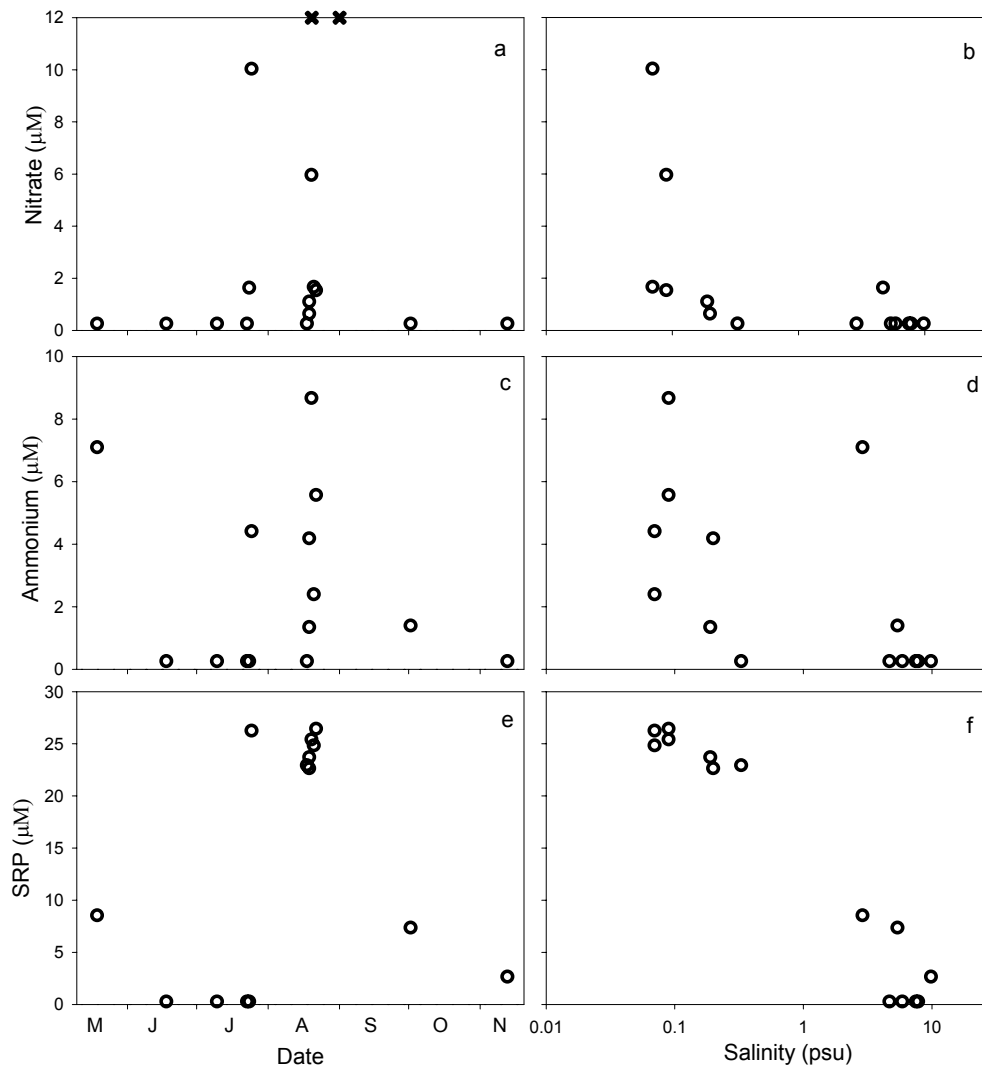 12
10
8
6
4
2
0
Nitrate (μM)
a
b
10
8
6
4
2
0
Ammonium (μM)
c
d
30
25
20
15
10
5
0
SRP (μM)
e
f
M J J A S O N
Date
0.01 0.1 1 10
Salinity (psu)